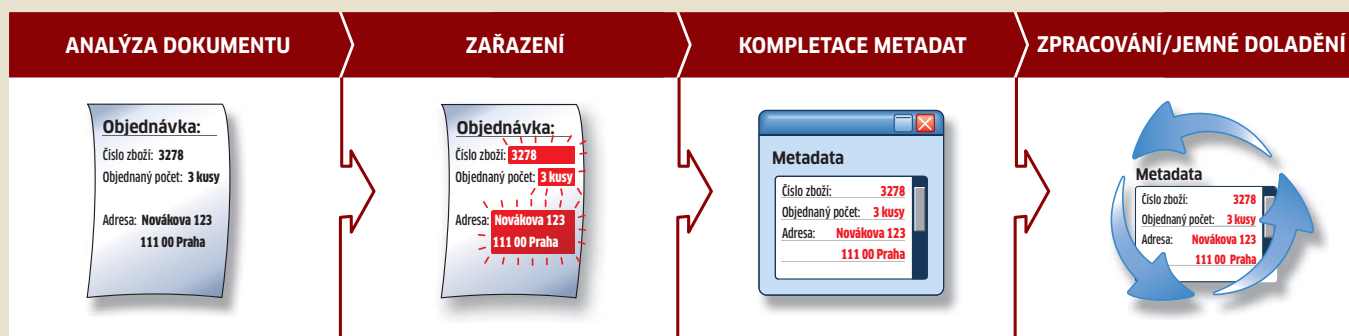 ANALÝZA DOKUMENTU
ZAŘAZENÍ
KOMPLETACE METADAT
ZPRACOVÁNÍ/JEMNÉ DOLADĚNÍ
Objednávka:
Číslo zboží: 3278
Objednaný počet: 3 kusy
Adresa: Novákova 123
111 00 Praha
Objednávka:
Číslo zboží: 3278
Objednaný počet: 3 kusy
Adresa: Novákova 123
111 00 Praha
Metadata
Číslo zboží: 3278
Objednaný počet: 3 kusy
Adresa: Novákova 123
111 00 Praha
Metadata
Číslo zboží: 3278
Objednaný počet: 3 kusy
Adresa: Novákova 123
111 00 Praha